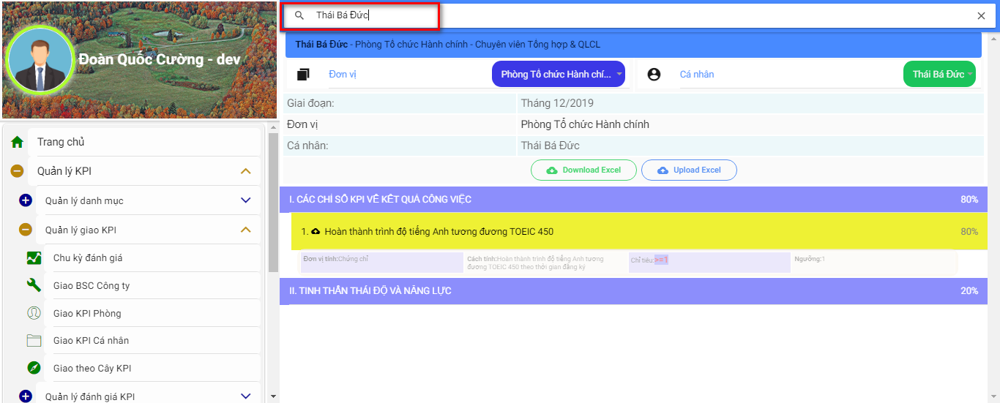 Đoàn Quốc Cường - dev
Trang chủ
Quản lý KPI
Quản lý danh mục
Quản lý giao KPI
Chu kỳ đánh giá
Giao BSC Công ty
Giao KPI Phòng
Giao KPI Cá nhân
Giao theo Cây KPI
Quản lý đánh giá KPI
Thái Bá Đức
Thái Bá Đức - Phòng Tổ chức Hành chính - Chuyên viên Tổng hợp & QLCL
Đơn vị Phòng Tổ chức Hành chí... Cá nhân Thái Bá Đức
Giai đoạn: Tháng 12/2019
Đơn vị Phòng Tổ chức Hành chính
Cá nhân: Thái Bá Đức
Download Excel Upload Excel
I. CÁC CHỈ SỐ KPI VỀ KẾT QUẢ CÔNG VIỆC 80%
1. Hoàn thành trình độ tiếng Anh tương đương TOEIC 450 80%
Đơn vị tính:Chứng chỉ Cách tính:Hoàn thành trình độ tiếng Anh tương Chỉ tiêu:>=1 Ngưỡng:1
đương TOEIC 450 theo thời gian đăng ký
II. TINH THẦN THÁI ĐỘ VÀ NĂNG LỰC 20%